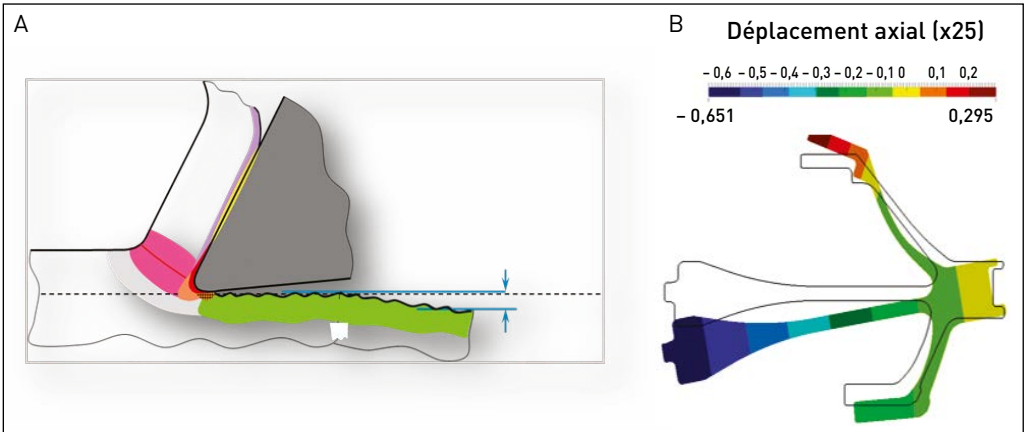 A
B
Déplacement axial (x25)
– 0,6 – 0,5 – 0,4 – 0,3 – 0,2 – 0,1 0 0,1 0,2
– 0,651 0,295